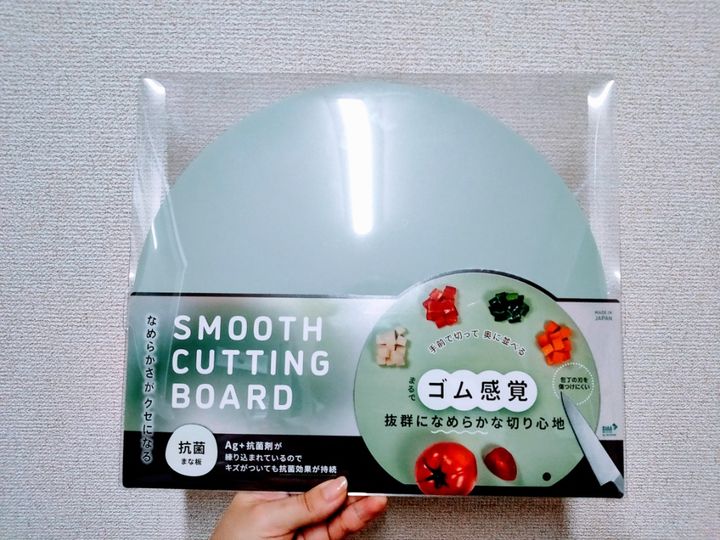 なめらかさがクセになる
SMOOTH
CUTTING
BOARD
抗菌
まな板
Ag+抗菌剤が
練り込まれているので
キズがついても抗菌効果が持続
手前で切って 奥に並べる
まるで
ゴム感覚
抜群になめらかな切り心地
包丁の刃を
傷つけにくい
MADE IN
JAPAN